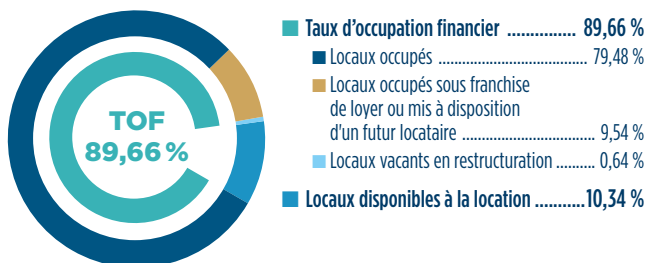 TOF
89,66 %
Taux d'occupation financier ............... 89,66 %
Locaux occupés ..................................... 79,48 %
Locaux occupés sous franchise
de loyer ou mis à disposition
d'un futur locataire ................................. 9,54 %
Locaux vacants en restructuration .......... 0,64 %
Locaux disponibles à la location ...........10,34 %